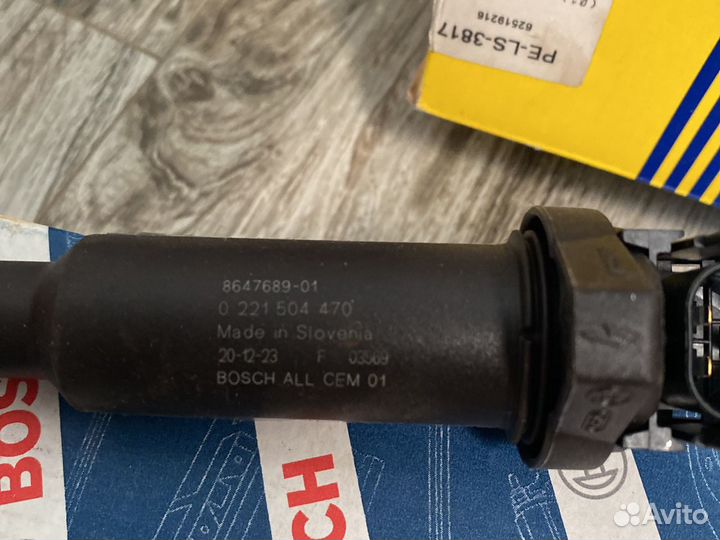 PE-LS-3817
62519216
8647689-01
0 221 504 470
Made in Slovenia
20-12-23 F 03569
BOSCH ALL CEM 01
BOSCH
BOSCH
Avito